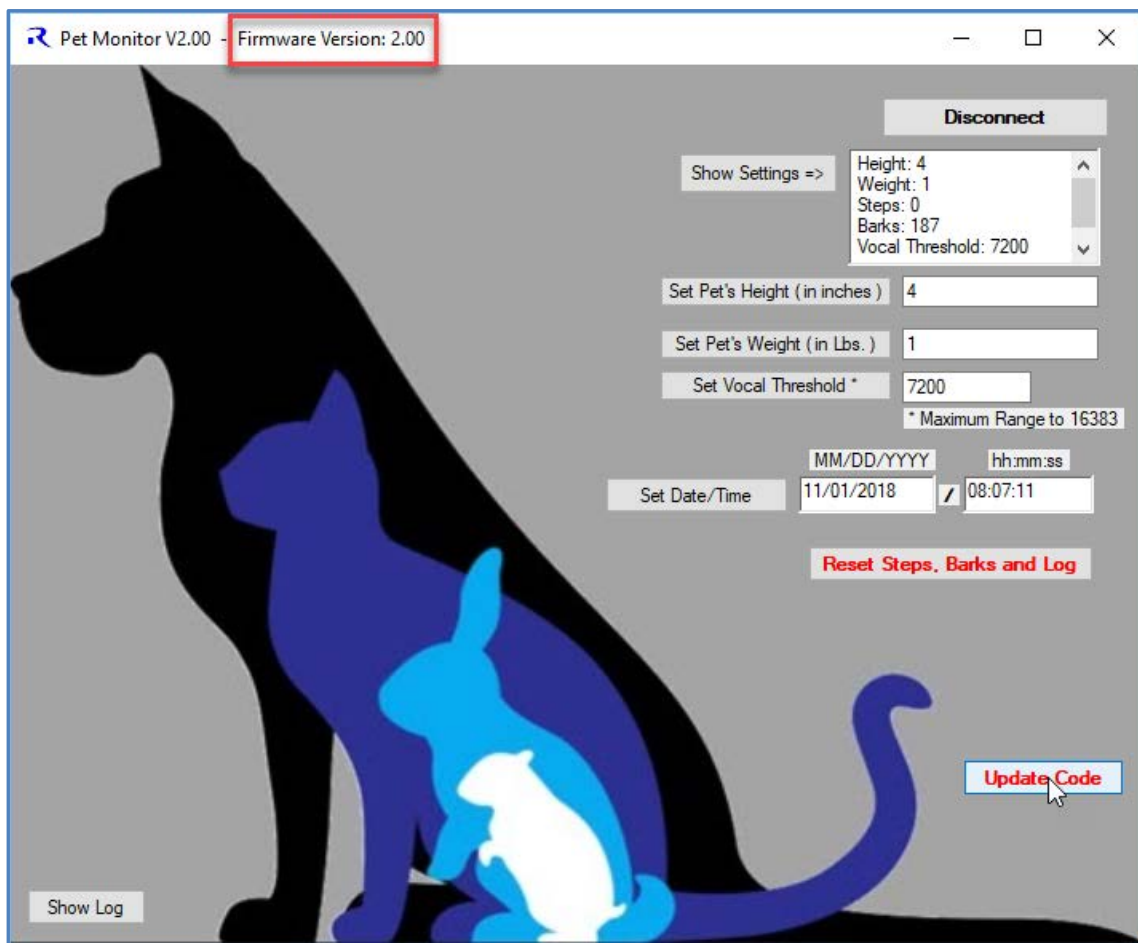 Pet Monitor V2.00 - Firmware Version: 2.00
Disconnect
Show Settings =>
Height: 4
Weight: 1
Steps: 0
Barks: 187
Vocal Threshold: 7200
Set Pet's Height ( in inches )
4
Set Pet's Weight ( in Lbs. )
1
Set Vocal Threshold *
7200
* Maximum Range to 16383
MM/DD/YYYY
hh:mm:ss
Set Date/Time
11/01/2018
/
08:07:11
Reset Steps, Barks and Log
Update Code
Show Log